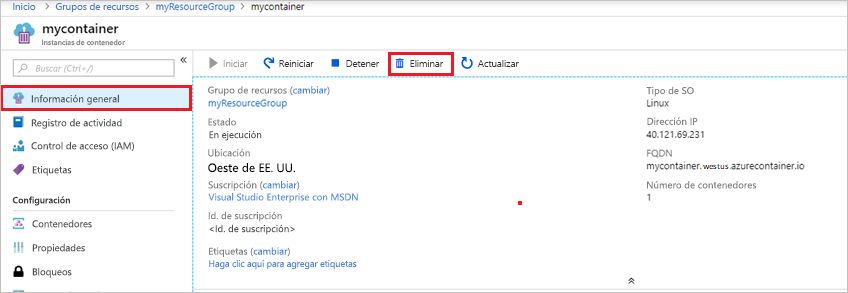 Inicio > Grupos de recursos > myResourceGroup > mycontainer
mycontainer
Instancias de contenedor
Buscar (Ctrl+/)
«
Iniciar
Reiniciar
Detener
Eliminar
Actualizar
Información general
Registro de actividad
Control de acceso (IAM)
Etiquetas
Configuración
Contenedores
Propiedades
Bloqueos
Grupo de recursos (cambiar)
myResourceGroup
Estado
En ejecución
Ubicación
Oeste de EE. UU.
Suscripción (cambiar)
Visual Studio Enterprise con MSDN
Id. de suscripción
<Id. de suscripción>
Etiquetas (cambiar)
Haga clic aquí para agregar etiquetas
Tipo de SO
Linux
Dirección IP
40.121.69.231
FQDN
mycontainer.westus.azurecontainer.io
Número de contenedores
1